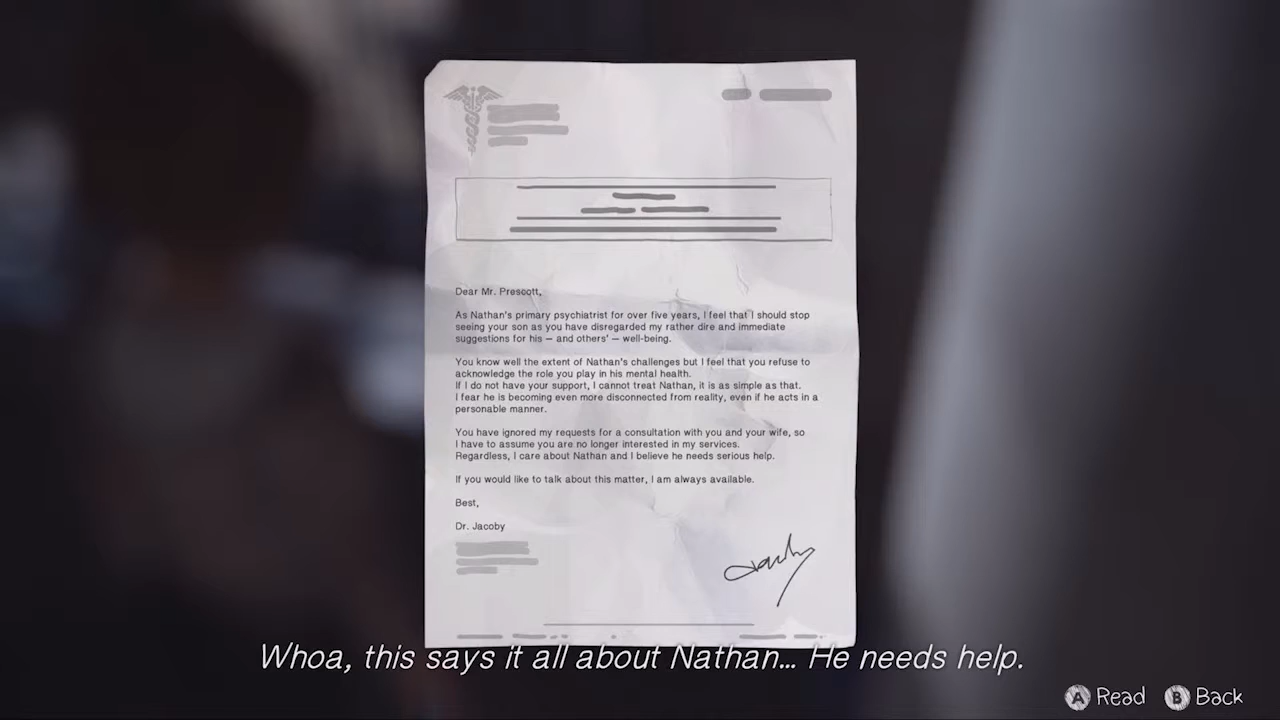 Dear Mr. Prescott,
As Nathan's primary psychiatrist for over five years, I feel that I should stop
seeing your son as you have disregarded my rather dire and immediate
suggestions for his — and others' — well-being.
You know well the extent of Nathan's challenges but I feel that you refuse to
acknowledge the role you play in his mental health.
If I do not have your support, I cannot treat Nathan, it is as simple as that.
I fear he is becoming even more disconnected from reality, even if he acts in a
personable manner.
You have ignored my requests for a consultation with you and your wife, so
I have to assume you are no longer interested in my services.
Regardless, I care about Nathan and I believe he needs serious help.
If you would like to talk about this matter, I am always available.
Best,
Dr. Jacoby
Whoa, this says it all about Nathan... He needs help.
A Read B Back